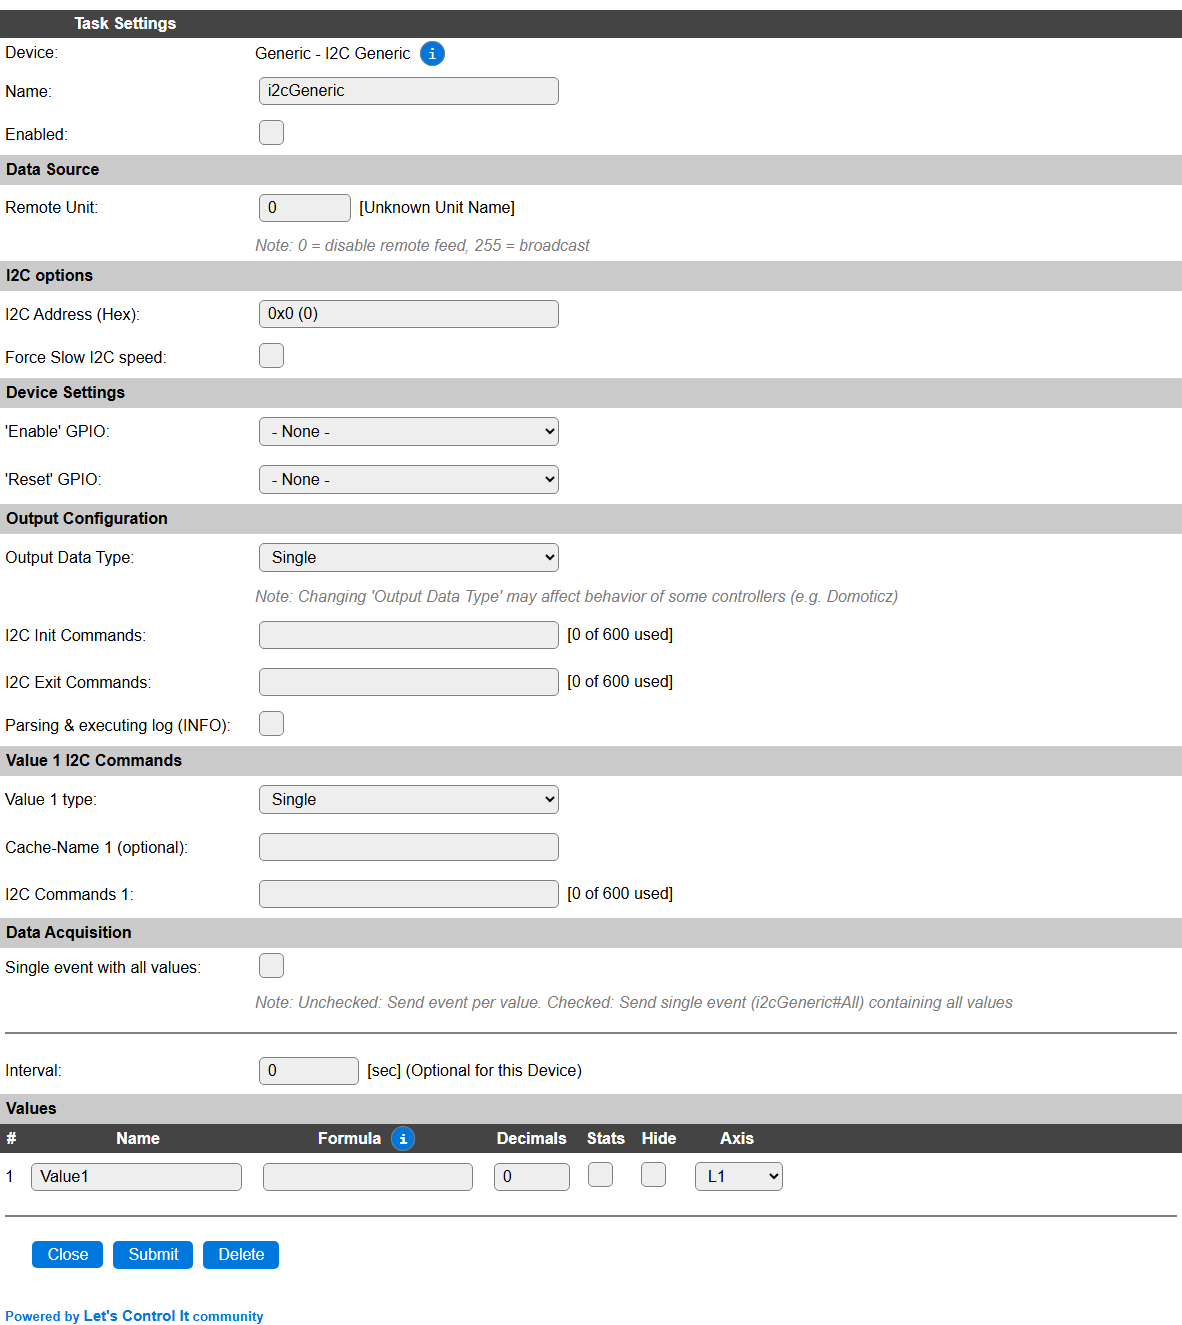 Task Settings
Device: Generic - I2C Generic i
Name: i2cGeneric
Enabled:
Data Source
Remote Unit: 0 [Unknown Unit Name]
Note: 0 = disable remote feed, 255 = broadcast
I2C options
I2C Address (Hex): 0x0 (0)
Force Slow I2C speed:
Device Settings
'Enable' GPIO: - None -
'Reset' GPIO: - None -
Output Configuration
Output Data Type: Single
Note: Changing 'Output Data Type' may affect behavior of some controllers (e.g. Domoticz)
I2C Init Commands: [0 of 600 used]
I2C Exit Commands: [0 of 600 used]
Parsing & executing log (INFO):
Value 1 I2C Commands
Value 1 type: Single
Cache-Name 1 (optional):
I2C Commands 1: [0 of 600 used]
Data Acquisition
Single event with all values:
Note: Unchecked: Send event per value. Checked: Send single event (i2cGeneric#All) containing all values
Interval: 0 [sec] (Optional for this Device)
Values
# Name Formula i Decimals Stats Hide Axis
1 Value1 0 L1
Close Submit Delete
Powered by Let's Control It community